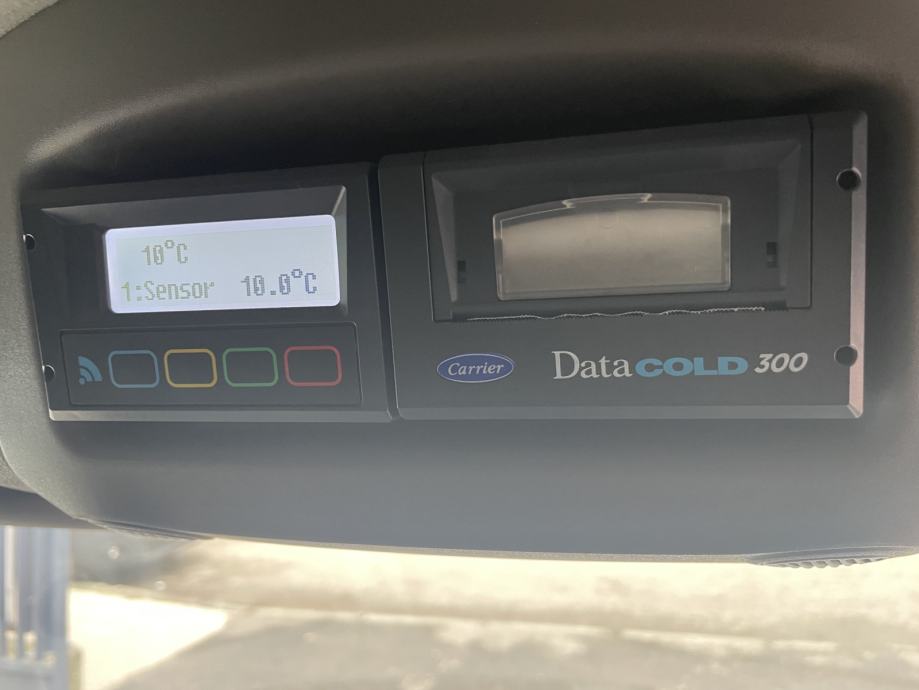 10°C
1:Sensor 10.0°C
Carrier
DataCOLD 300